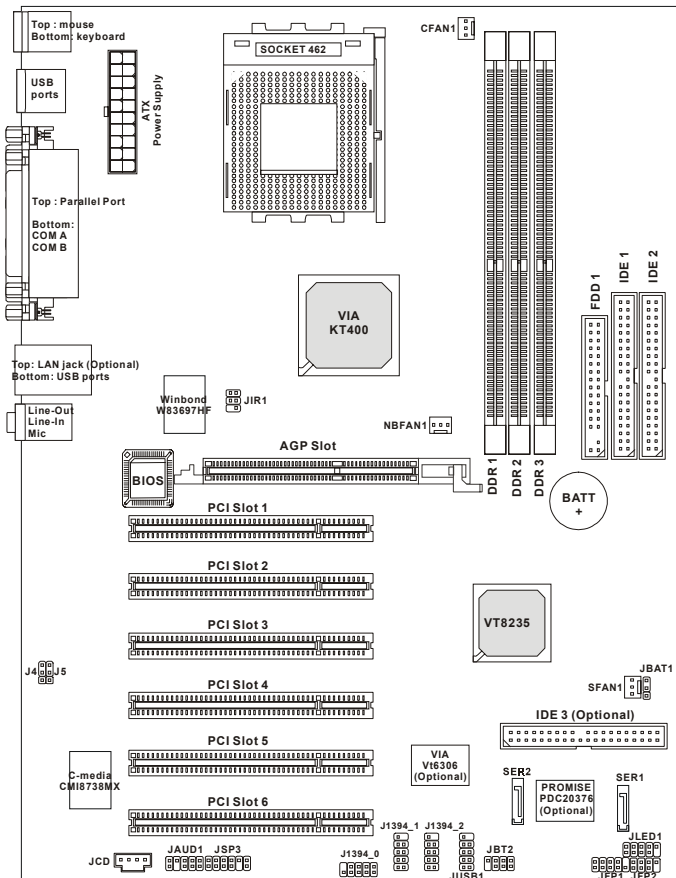 Top : mouse
Bottom: keyboard
CFAN1
SOCKET 462
USB
ports
ATX
Power Supply
Top : Parallel Port
Bottom:
COM A
COM B
FDD 1
IDE 1
IDE 2
VIA
KT400
Top: LAN jack (Optional)
Bottom: USB ports
Winbond
W83697HF
JIR1
Line-Out
Line-In
Mic
NBFAN1
AGP Slot
BIOS
DDR 1
DDR 2
DDR 3
BATT
+
PCI Slot 1
PCI Slot 2
VT8235
PCI Slot 3
J4
J5
JBAT1
SFAN1
PCI Slot 4
IDE 3 (Optional)
PCI Slot 5
VIA
Vt6306
(Optional)
C-media
CMI8738MX
SER2
PROMISE
PDC20376
(Optional)
SER1
PCI Slot 6
J1394_1
J1394_2
JLED1
JCD
JAUD1
JSP3
J1394_0
JBT2
JUSB1
JFP1
JFP2